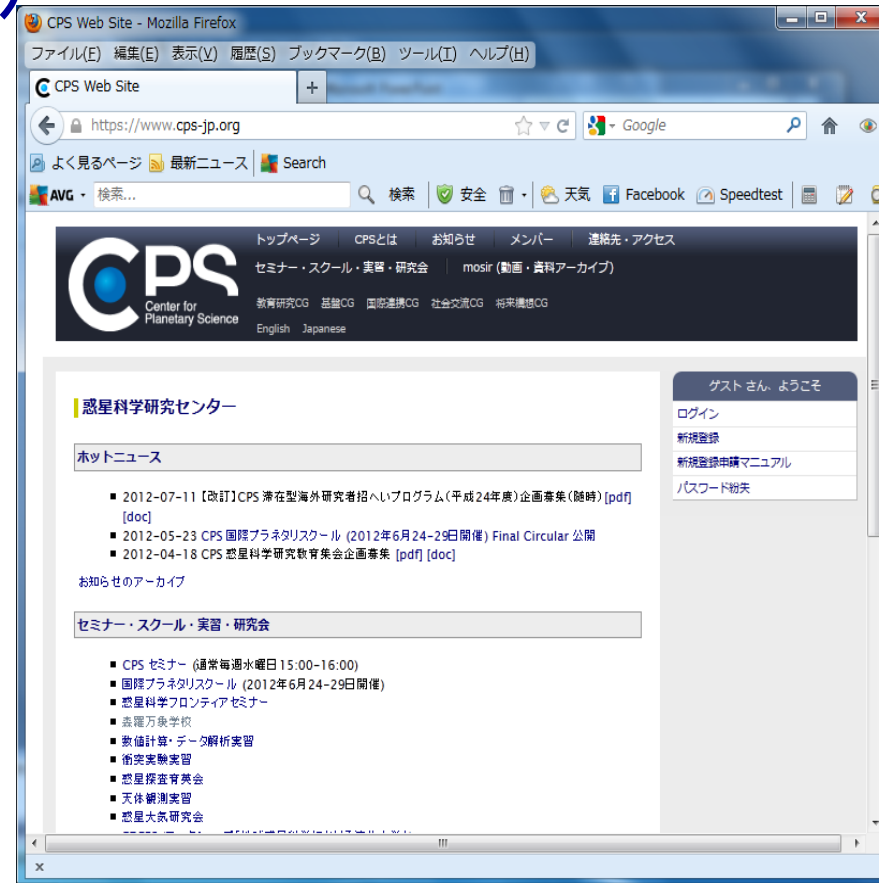 CPS Web Site - Mozilla Firefox
ファイル(F) 編集(E) 表示(V) 履歴(S) ブックマーク(B) ツール(T) ヘルプ(H)
CPS Web Site
+
https://www.cps-jp.org
Google
よく見るページ 最新ニュース Search
AVG 検索... 検索 安全 天気 Facebook Speedtest
トップページ CPSとは お知らせ メンバー 連絡先・アクセス
セミナー・スクール・実習・研究会 mosir (動画・資料アーカイブ)
CPS
Center for
Planetary Science
教育研究CG 基盤CG 国際連携CG 社会交流CG 将来構想CG
English Japanese
ゲスト さん、ようこそ
ログイン
新規登録
新規登録申請マニュアル
パスワード紛失
惑星科学研究センター
ホットニュース
2012-07-11【改訂】CPS 滞在型海外研究者招へいプログラム(平成24年度)企画募集(随時) [pdf]
[doc]
2012-05-23 CPS 国際プラネタリスクール (2012年6月24-29日開催) Final Circular 公開
2012-04-18 CPS 惑星科学研究教育集会企画募集 [pdf] [doc]
お知らせのアーカイブ
セミナー・スクール・実習・研究会
CPS セミナー (通常毎週水曜日15:00-16:00)
国際プラネタリスクール (2012年6月24-29日開催)
惑星科学フロンティアセミナー
森羅万象学校
数値計算・データ解析実習
衝突実験実習
惑星探査育英会
天体観測実習
惑星大気研究会
x